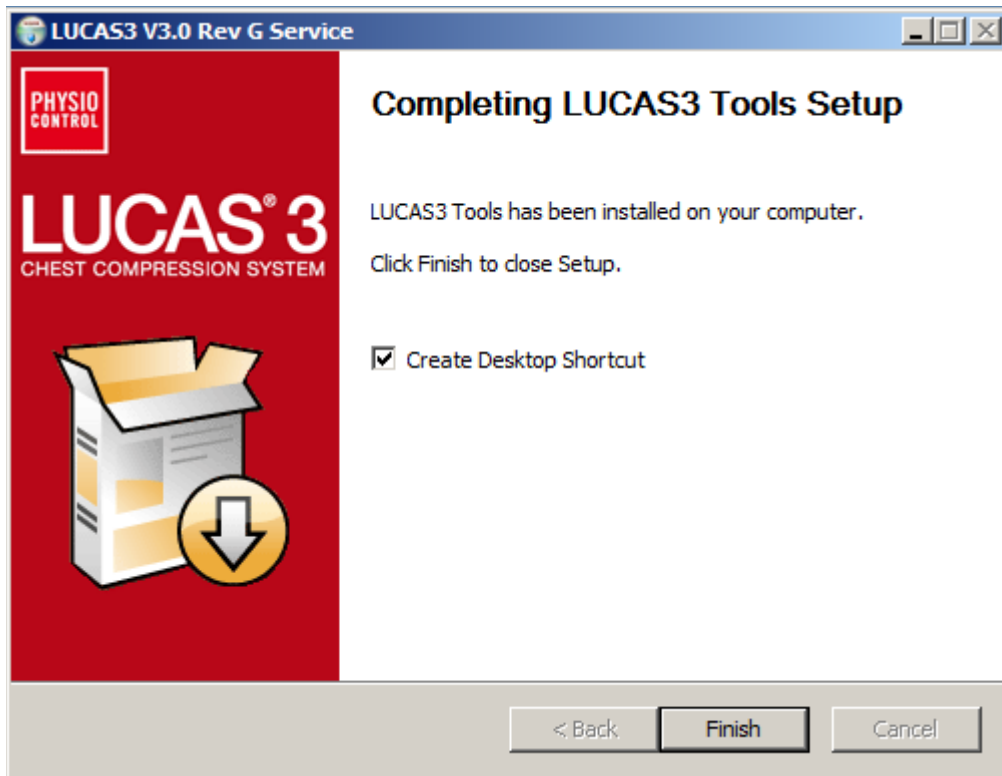 LUCAS3 V3.0 Rev G Service
PHYSIO
CONTROL
LUCAS® 3
CHEST COMPRESSION SYSTEM
Completing LUCAS3 Tools Setup
LUCAS3 Tools has been installed on your computer.
Click Finish to close Setup.
Create Desktop Shortcut
< Back
Finish
Cancel